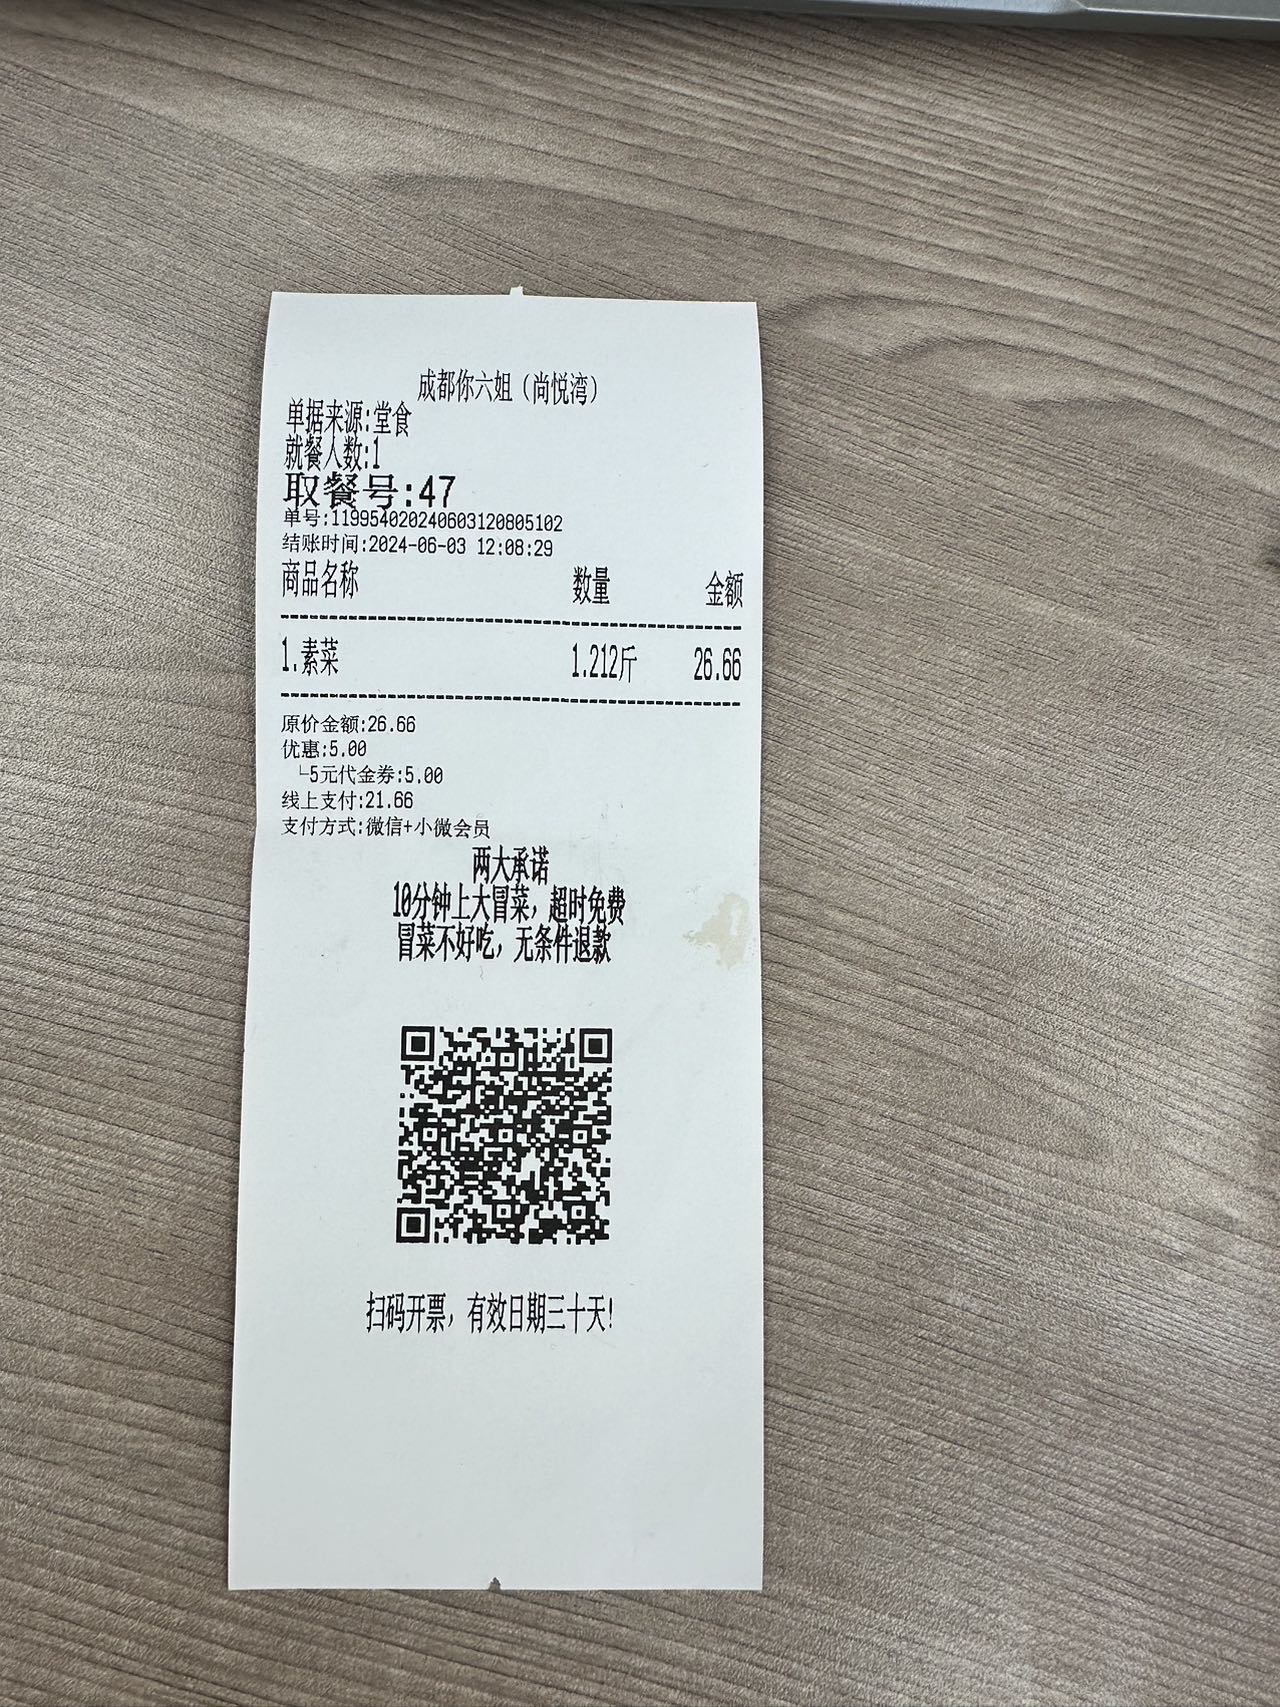 成都你六姐（尚悦湾）
单据来源:堂食
就餐人数:1
取餐号:47
单号:119954020240603120805102
结账时间:2024-06-03 12:08:29
商品名称 数量 金额
1.素菜 1.212斤 26.66
原价金额:26.66
优惠:5.00
└5元代金券:5.00
线上支付:21.66
支付方式:微信+小微会员
两大承诺
10分钟上大冒菜，超时免费
冒菜不好吃，无条件退款
扫码开票，有效日期三十天!